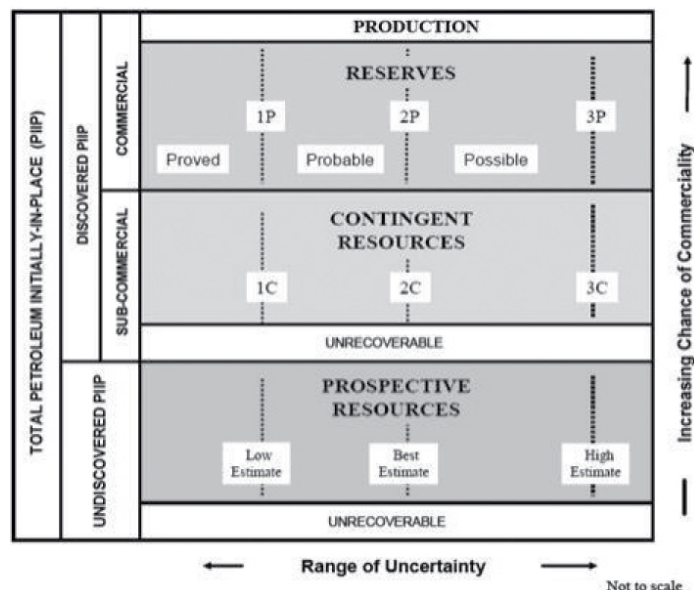 TOTAL PETROLEUM INITIALLY-IN-PLACE (PIIP)
DISCOVERED PIIP
UNDISCOVERED PIIP
COMMERCIAL
SUB-COMMERCIAL
PRODUCTION
RESERVES
1P 2P 3P
Proved Probable Possible
CONTINGENT
RESOURCES
1C 2C 3C
UNRECOVERABLE
PROSPECTIVE
RESOURCES
Low Best High
Estimate Estimate Estimate
UNRECOVERABLE
Increasing Chance of Commerciality
Range of Uncertainty
Not to scale